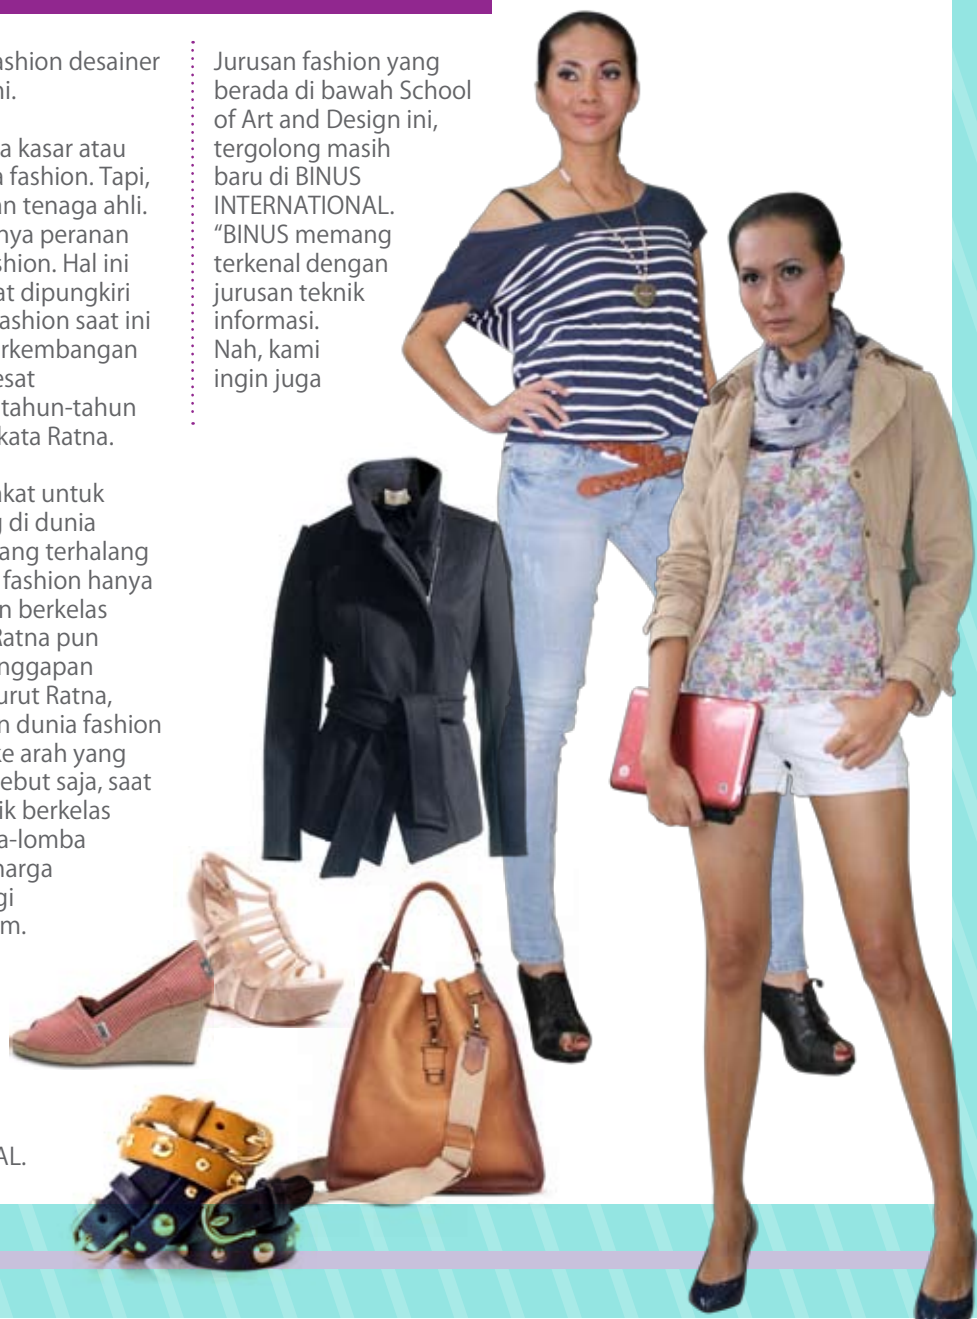 ashion desainer
ni.
a kasar atau
a fashion. Tapi,
an tenaga ahli.
nya peranan
shion. Hal ini
at dipungkiri
ashion saat ini
rkembangan
esat
tahun-tahun
kata Ratna.
akat untuk
g di dunia
ang terhalang
fashion hanya
n berkelas
Ratna pun
nggapan
urut Ratna,
n dunia fashion
ke arah yang
ebut saja, saat
ik berkelas
a-lomba
harga
gi
m.
AL.
Jurusan fashion yang
berada di bawah School
of Art and Design ini,
tergolong masih
baru di BINUS
INTERNATIONAL.
“BINUS memang
terkenal dengan
jurusan teknik
informasi.
Nah, kami
ingin juga